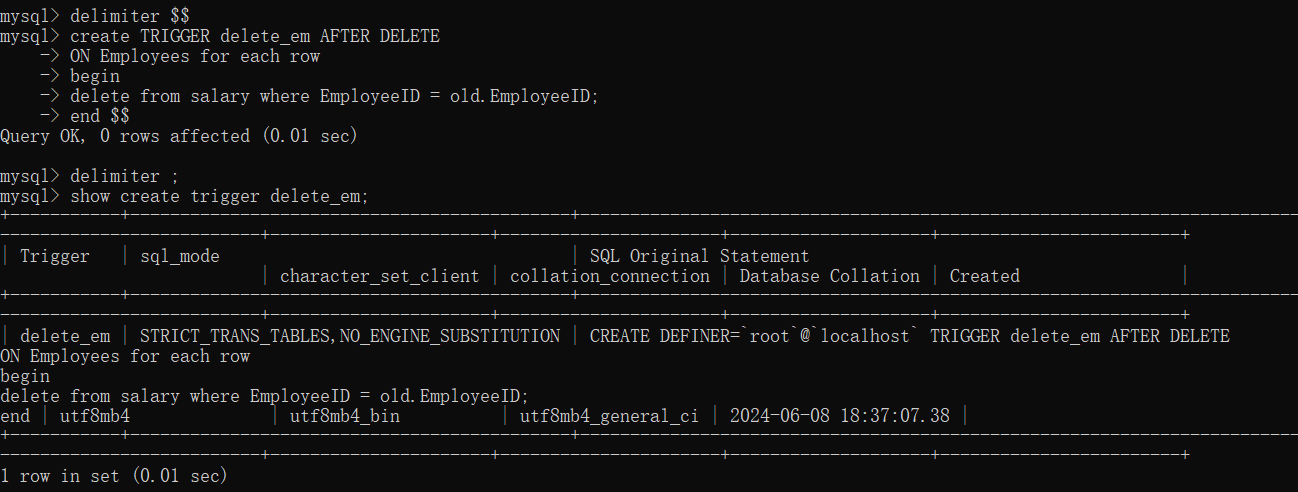 mysql> delimiter $$
mysql> create TRIGGER delete_em AFTER DELETE
    -> ON Employees for each row
    -> begin
    -> delete from salary where EmployeeID = old.EmployeeID;
    -> end $$
Query OK, 0 rows affected (0.01 sec)

mysql> delimiter ;
mysql> show create trigger delete_em;
+-----------+--------------------------------------------+------------------------------------------------------------------------
--------------------------+----------------------+----------------------+--------------------+------------------------+
| Trigger   | sql_mode                                   | SQL Original Statement
                          | character_set_client | collation_connection | Database Collation | Created                |
+-----------+--------------------------------------------+------------------------------------------------------------------------
--------------------------+----------------------+----------------------+--------------------+------------------------+
| delete_em | STRICT_TRANS_TABLES,NO_ENGINE_SUBSTITUTION | CREATE DEFINER=`root`@`localhost` TRIGGER delete_em AFTER DELETE
ON Employees for each row
begin
delete from salary where EmployeeID = old.EmployeeID;
end | utf8mb4              | utf8mb4_bin          | utf8mb4_general_ci | 2024-06-08 18:37:07.38 |
+-----------+--------------------------------------------+------------------------------------------------------------------------
--------------------------+----------------------+----------------------+--------------------+------------------------+
1 row in set (0.01 sec)